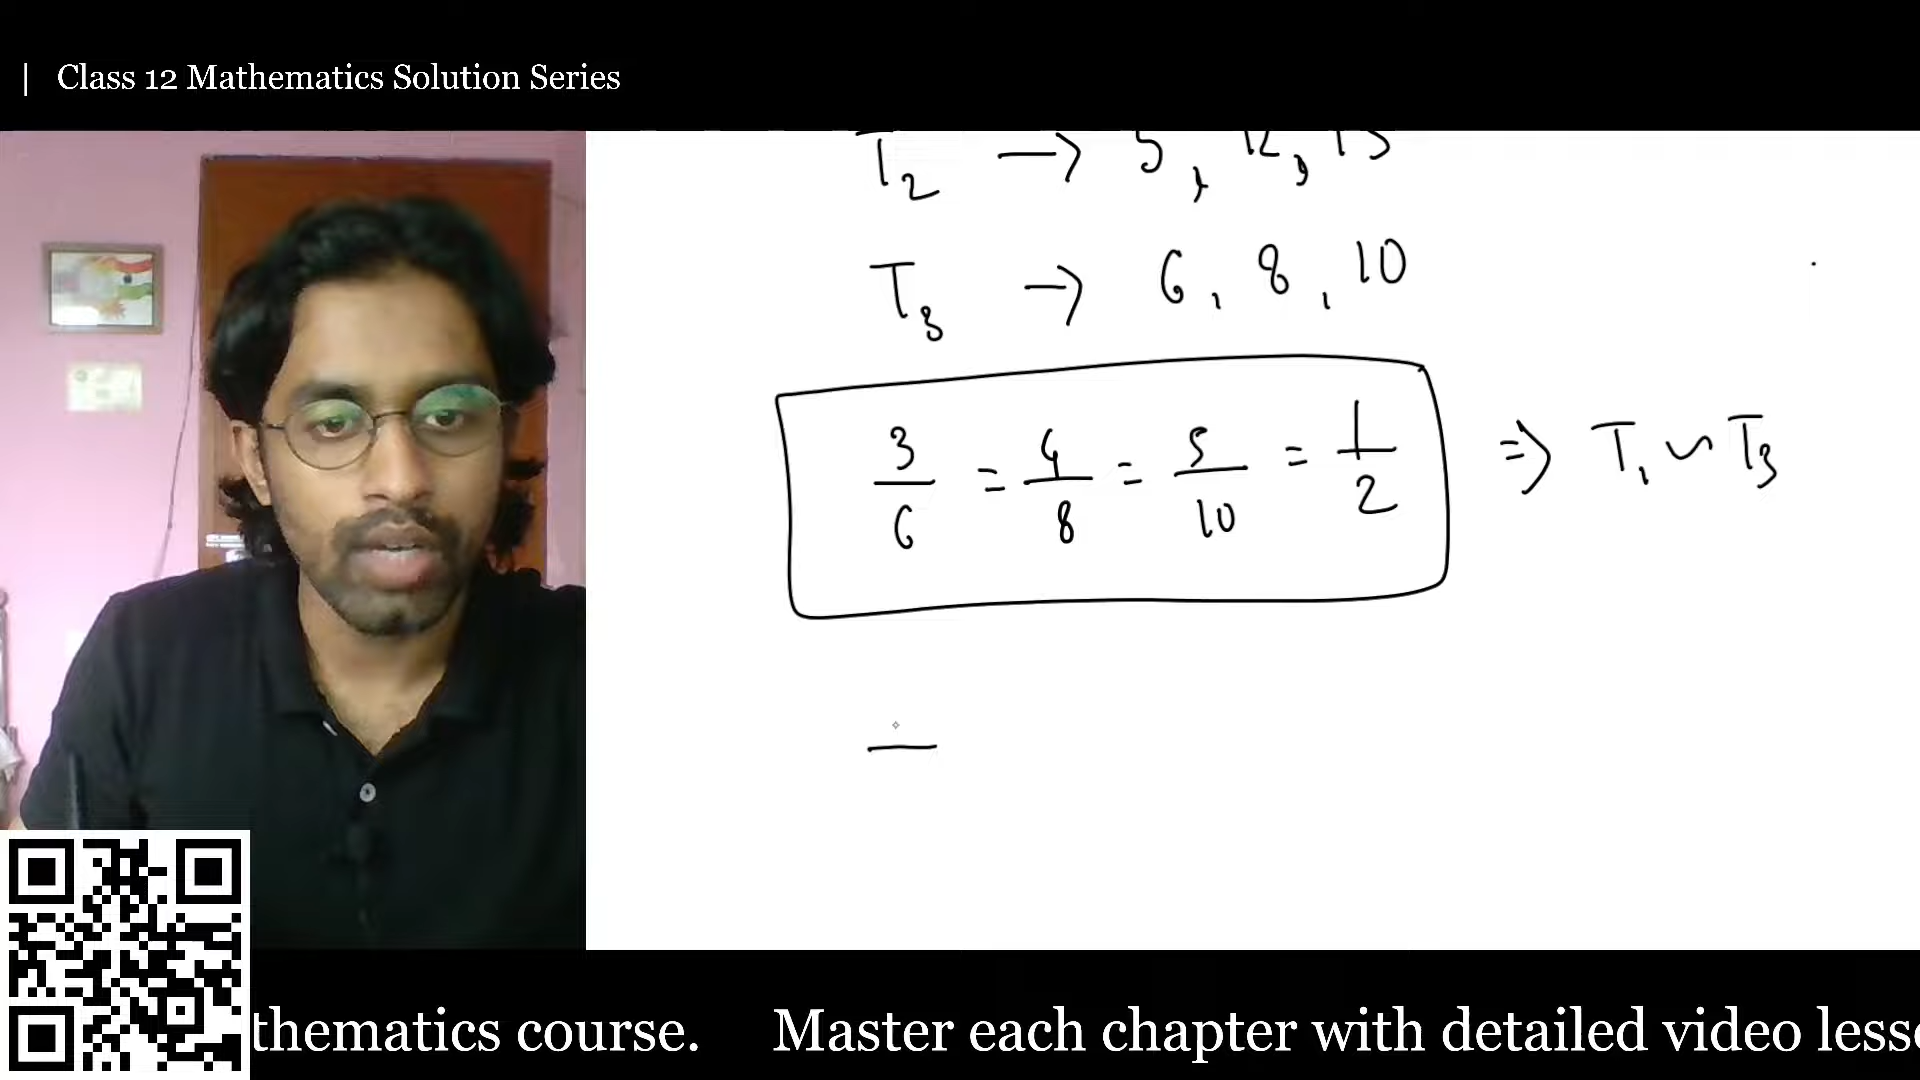 | Class 12 Mathematics Solution Series
T₂ → 5, 12, 13
T₃ → 6, 8, 10
3/6 = 4/8 = 5/10 = 1/2 ⇒ T₁ ~ T₃
thematics course. Master each chapter with detailed video less